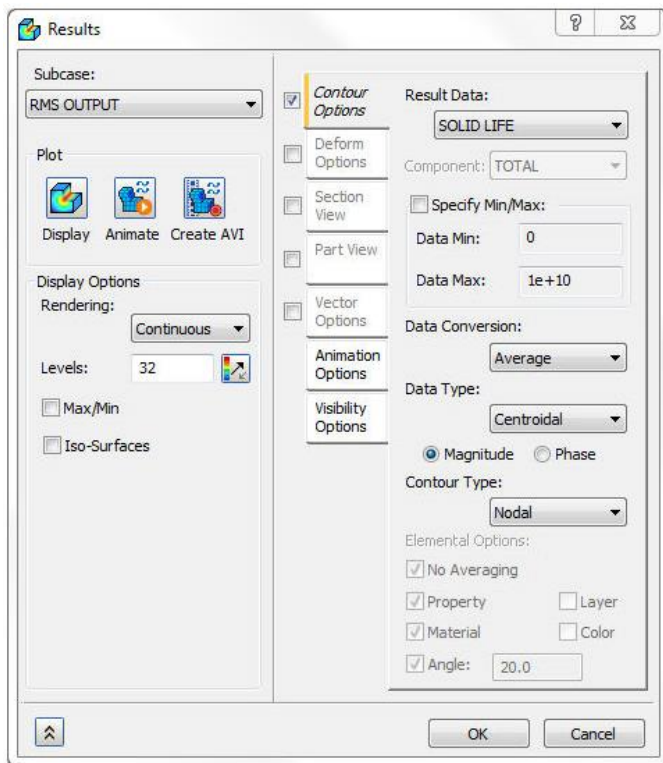 Results
Subcase:
RMS OUTPUT
Plot
Display Animate Create AVI
Display Options
Rendering:
Continuous
Levels: 32
Max/Min
Iso-Surfaces
Contour
Options
Deform
Options
Section
View
Part View
Vector
Options
Animation
Options
Visibility
Options
Result Data:
SOLID LIFE
Component: TOTAL
Specify Min/Max:
Data Min: 0
Data Max: 1e+10
Data Conversion:
Average
Data Type:
Centroidal
Magnitude Phase
Contour Type:
Nodal
Elemental Options:
No Averaging
Property Layer
Material Color
Angle: 20.0
OK Cancel